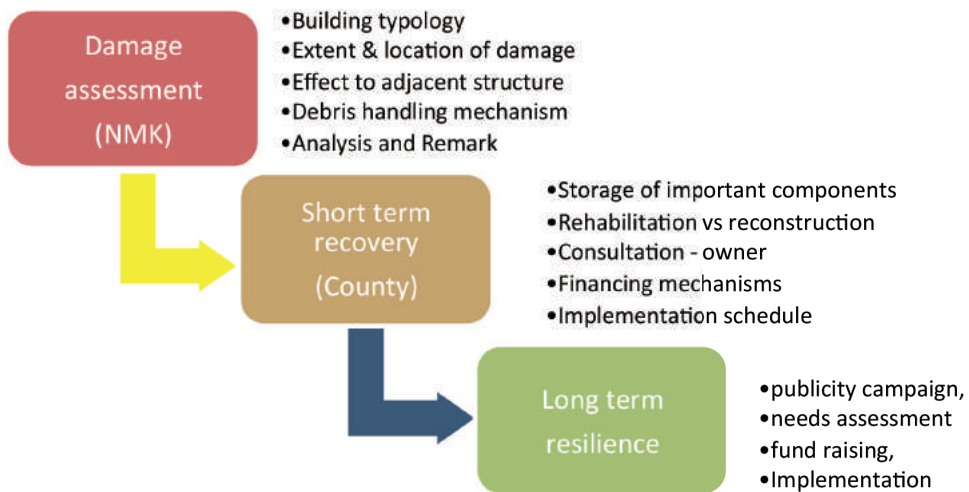 Damage
assessment
(NMK)
•Building typology
•Extent & location of damage
•Effect to adjacent structure
•Debris handling mechanism
•Analysis and Remark
Short term
recovery
(County)
•Storage of important components
•Rehabilitation vs reconstruction
•Consultation - owner
•Financing mechanisms
•Implementation schedule
Long term
resilience
•publicity campaign,
•needs assessment
•fund raising,
•Implementation